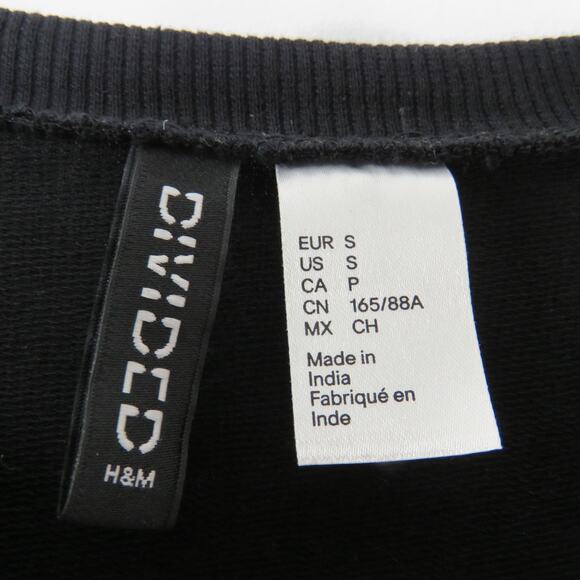 DIVIDED
H&M
EUR S
US S
CA P
CN 165/88A
MX CH
Made in
India
Fabriqué en
Inde